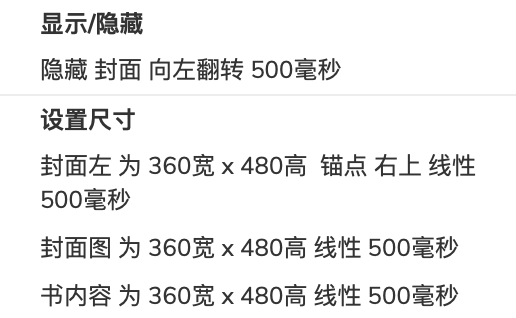 显示/隐藏
隐藏 封面 向左翻转 500毫秒
设置尺寸
封面左 为 360宽 x 480高 锚点 右上 线性
500毫秒
封面图 为 360宽 x 480高 线性 500毫秒
书内容 为 360宽 x 480高 线性 500毫秒